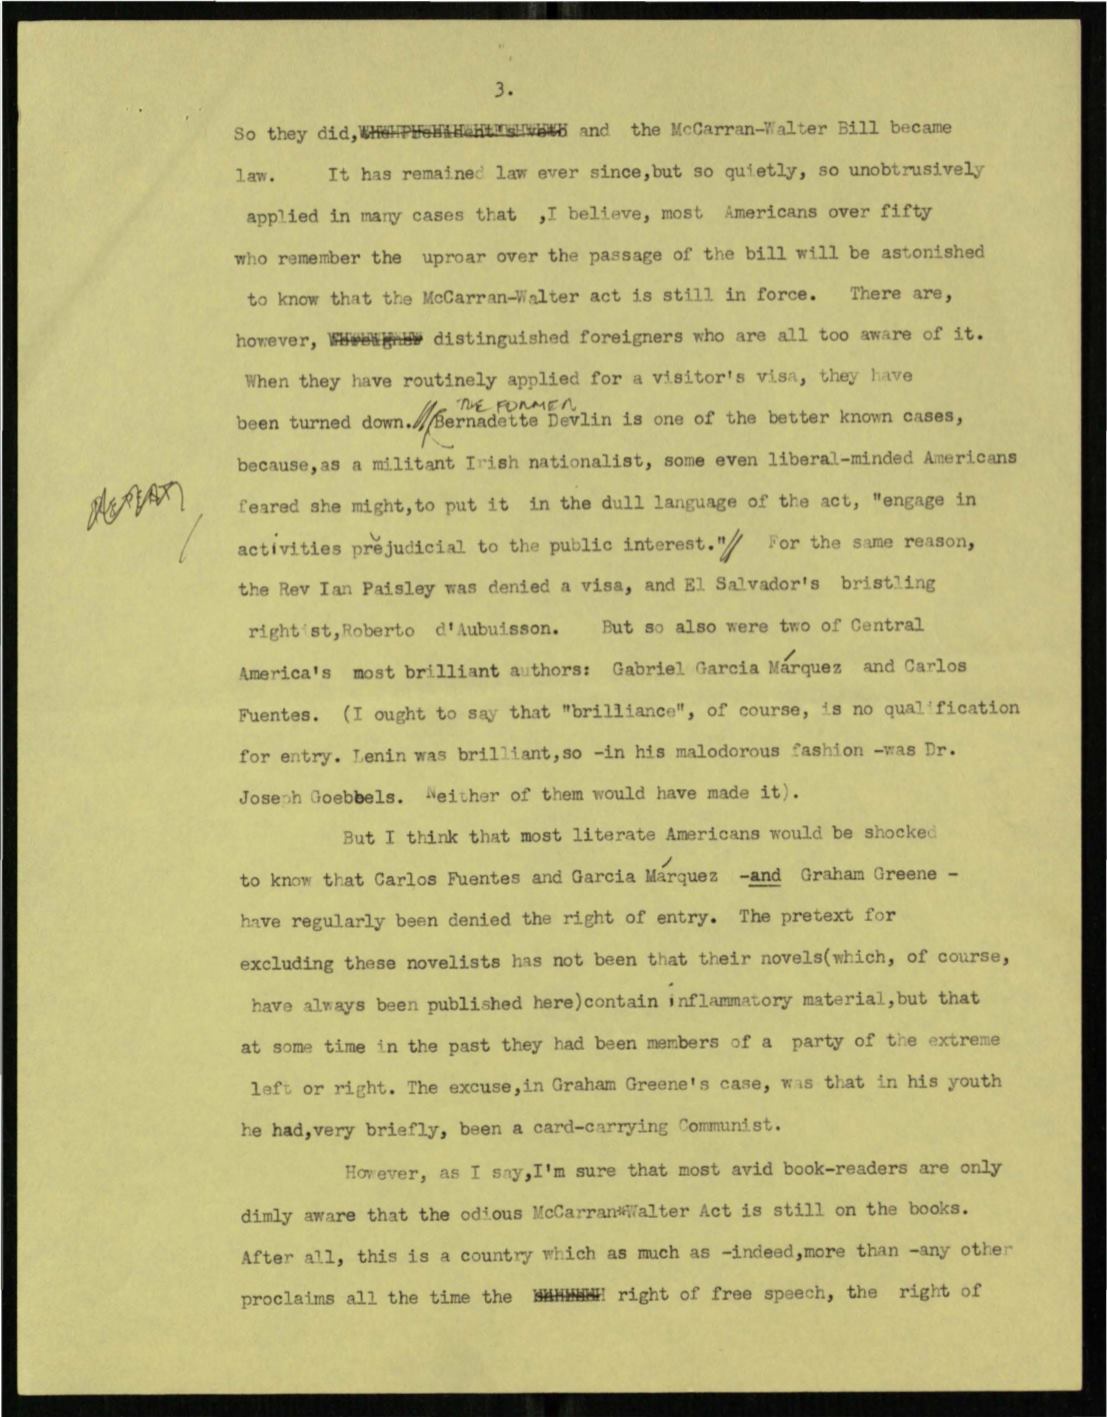 3.
So they did, and the McCarran-Walter Bill became
law. It has remained law ever since,but so quietly, so unobtrusively
applied in many cases that ,I believe, most Americans over fifty
who remember the uproar over the passage of the bill will be astonished
to know that the McCarran-Walter act is still in force. There are,
however, distinguished foreigners who are all too aware of it.
When they have routinely applied for a visitor's visa, they have
THE FORMER
been turned down.//(Bernadette Devlin is one of the better known cases,
because,as a militant Irish nationalist, some even liberal-minded Americans
feared she might,to put it in the dull language of the act, "engage in
activities prejudicial to the public interest."// For the same reason,
the Rev Ian Paisley was denied a visa, and El Salvador's bristling
rightist,Roberto d'Aubuisson. But so also were two of Central
America's most brilliant authors: Gabriel Garcia Márquez and Carlos
Fuentes. (I ought to say that "brilliance", of course, is no qualification
for entry. Lenin was brilliant,so -in his malodorous fashion -was Dr.
Joseph Goebbels. Neither of them would have made it).
But I think that most literate Americans would be shocked
to know that Carlos Fuentes and Garcia Márquez -and Graham Greene -
have regularly been denied the right of entry. The pretext for
excluding these novelists has not been that their novels(which, of course,
have always been published here)contain inflammatory material,but that
at some time in the past they had been members of a party of the extreme
left or right. The excuse,in Graham Greene's case, was that in his youth
he had,very briefly, been a card-carrying Communist.
However, as I say,I'm sure that most avid book-readers are only
dimly aware that the odious McCarran*Walter Act is still on the books.
After all, this is a country which as much as -indeed,more than -any other
proclaims all the time the right of free speech, the right of